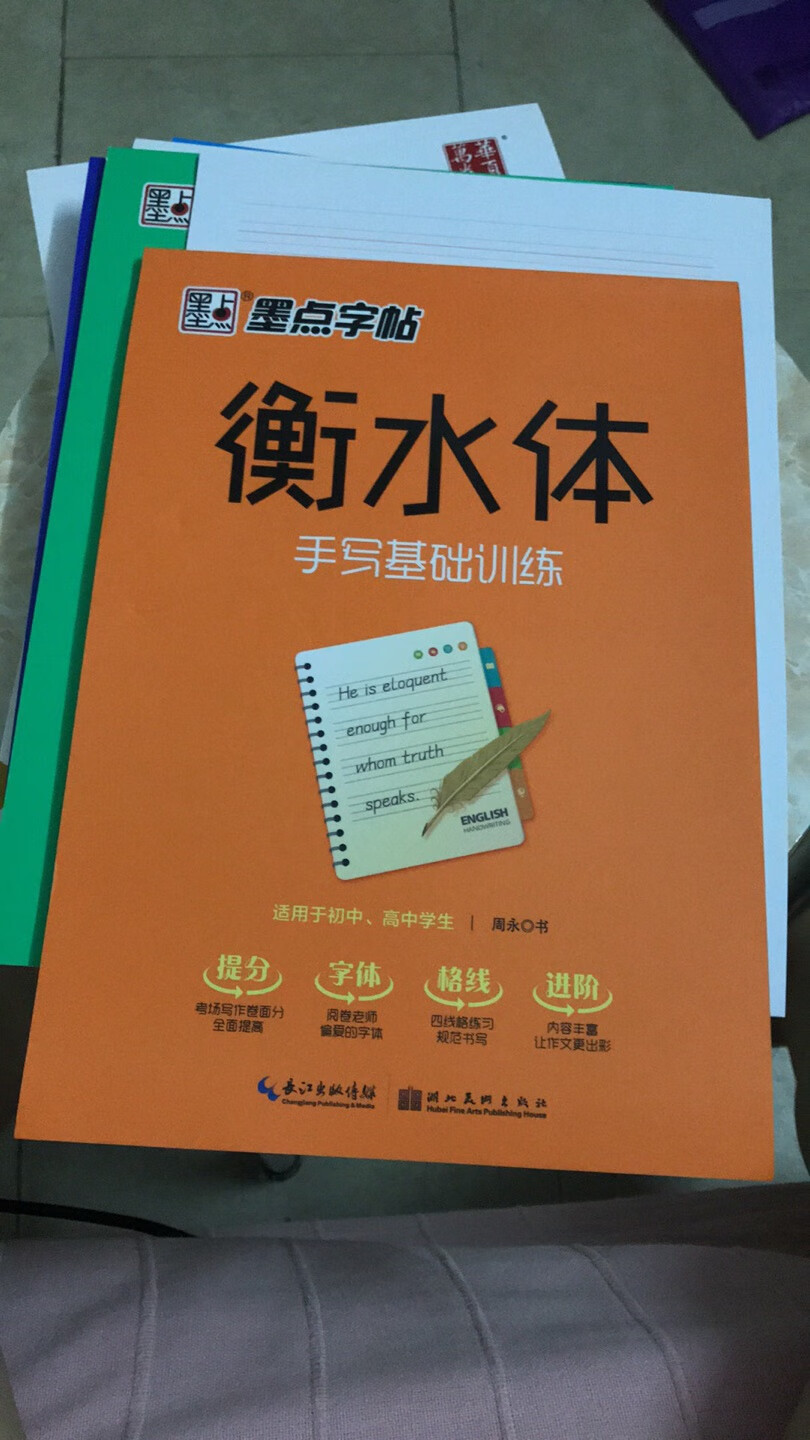 墨点
墨点® 墨点字帖
衡水体
手写基础训练
He is eloquent
enough for
whom truth
speaks.
ENGLISH
HANDWRITING
适用于初中、高中学生 | 周永◎书
提分 字体 格线 进阶
考场写作卷面分 阅卷老师 四线格练习 内容丰富
全面提高 偏爱的字体 规范书写 让作文更出彩
长江出版传媒 湖北美术出版社
Changjiang Publishing & Media Hubei Fine Arts Publishing House